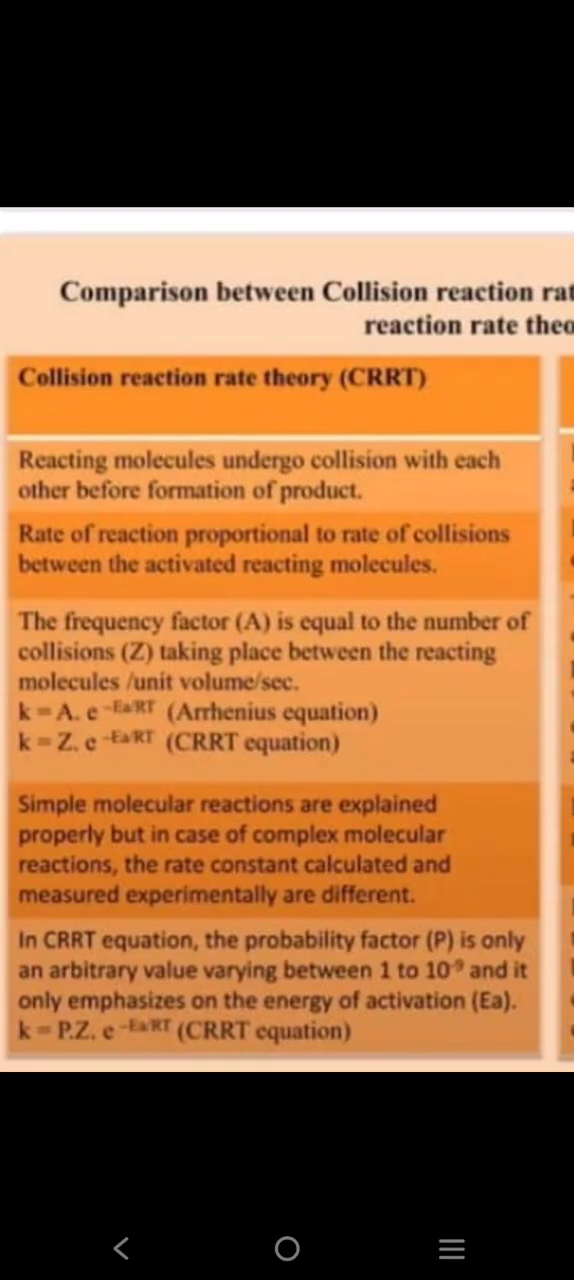 Comparison between Collision reaction rat
reaction rate theo
Collision reaction rate theory (CRRT)
Reacting molecules undergo collision with each
other before formation of product.
Rate of reaction proportional to rate of collisions
between the activated reacting molecules.
The frequency factor (A) is equal to the number of
collisions (Z) taking place between the reacting
molecules /unit volume/sec.
k = A. e -Ea/RT (Arrhenius equation)
k = Z. e -Ea/RT (CRRT equation)
Simple molecular reactions are explained
properly but in case of complex molecular
reactions, the rate constant calculated and
measured experimentally are different.
In CRRT equation, the probability factor (P) is only
an arbitrary value varying between 1 to 10⁻⁹ and it
only emphasizes on the energy of activation (Ea).
k = P.Z. e -Ea/RT (CRRT equation)